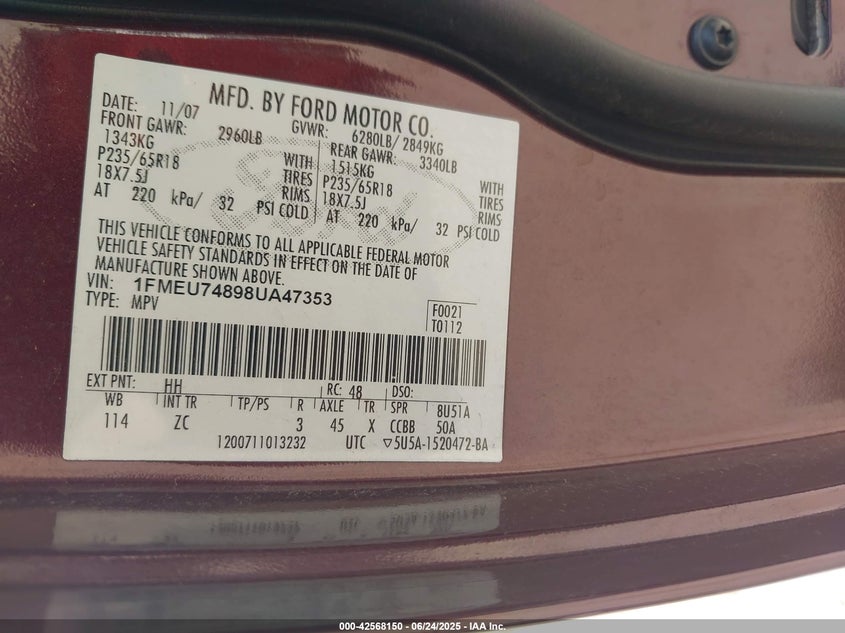 MFD. BY FORD MOTOR CO.
DATE: 11/07 GVWR: 6280LB/ 2849KG
FRONT GAWR: 2960LB REAR GAWR: 3340LB
1343KG WITH 1515KG WITH
P235/65R18 TIRES P235/65R18 TIRES
18X7.5J RIMS 18X7.5J RIMS
AT 220 kPa/ 32 PSI COLD AT 220 kPa/ 32 PSI COLD
THIS VEHICLE CONFORMS TO ALL APPLICABLE FEDERAL MOTOR
VEHICLE SAFETY STANDARDS IN EFFECT ON THE DATE OF
MANUFACTURE SHOWN ABOVE.
VIN: 1FMEU74898UA47353
TYPE: MPV
F0021
T0112
EXT PNT: HH RC: 48 DSO:
WB INT TR TP/PS R AXLE TR SPR 8U51A
114 ZC 3 45 X CCBB 50A
1200711013232 UTC ▽5U5A-1520472-BA
Ford
000-42568150 | 06/24/2025 - IAA Inc.